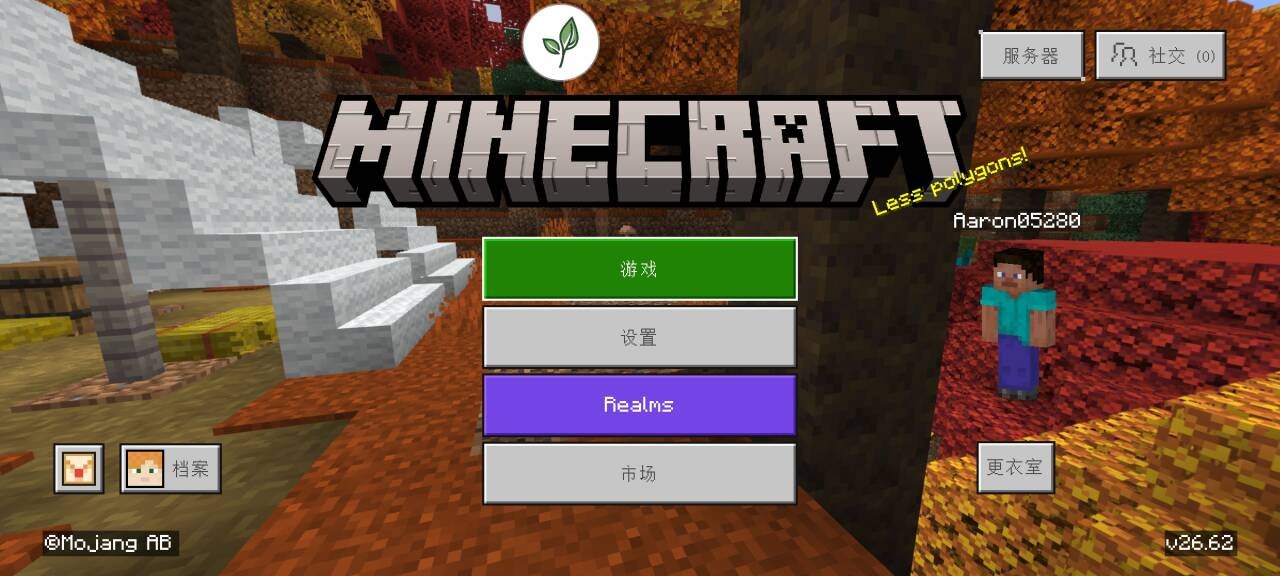 服务器
社交 (0)
MINECRAFT
Less polygons!
Aaron05280
游戏
设置
Realms
市场
档案
更衣室
©Mojang AB
v26.62